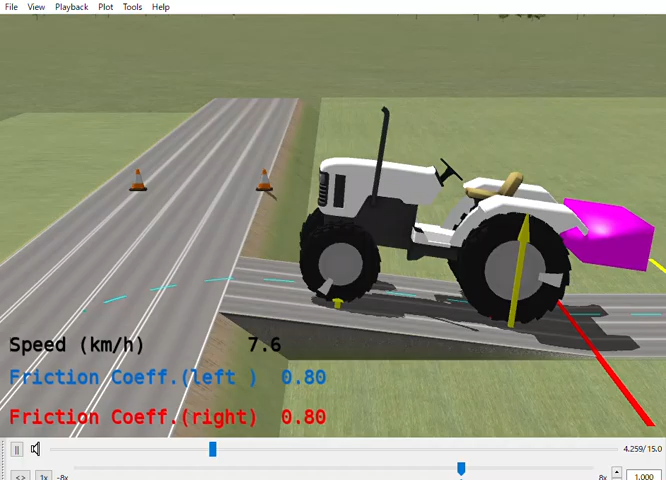 File View Playback Plot Tools Help
Speed (km/h) 7.6
Friction Coeff.(left ) 0.80
Friction Coeff.(right) 0.80
4.259/15.0
<> 1x -8x 8x 1.000